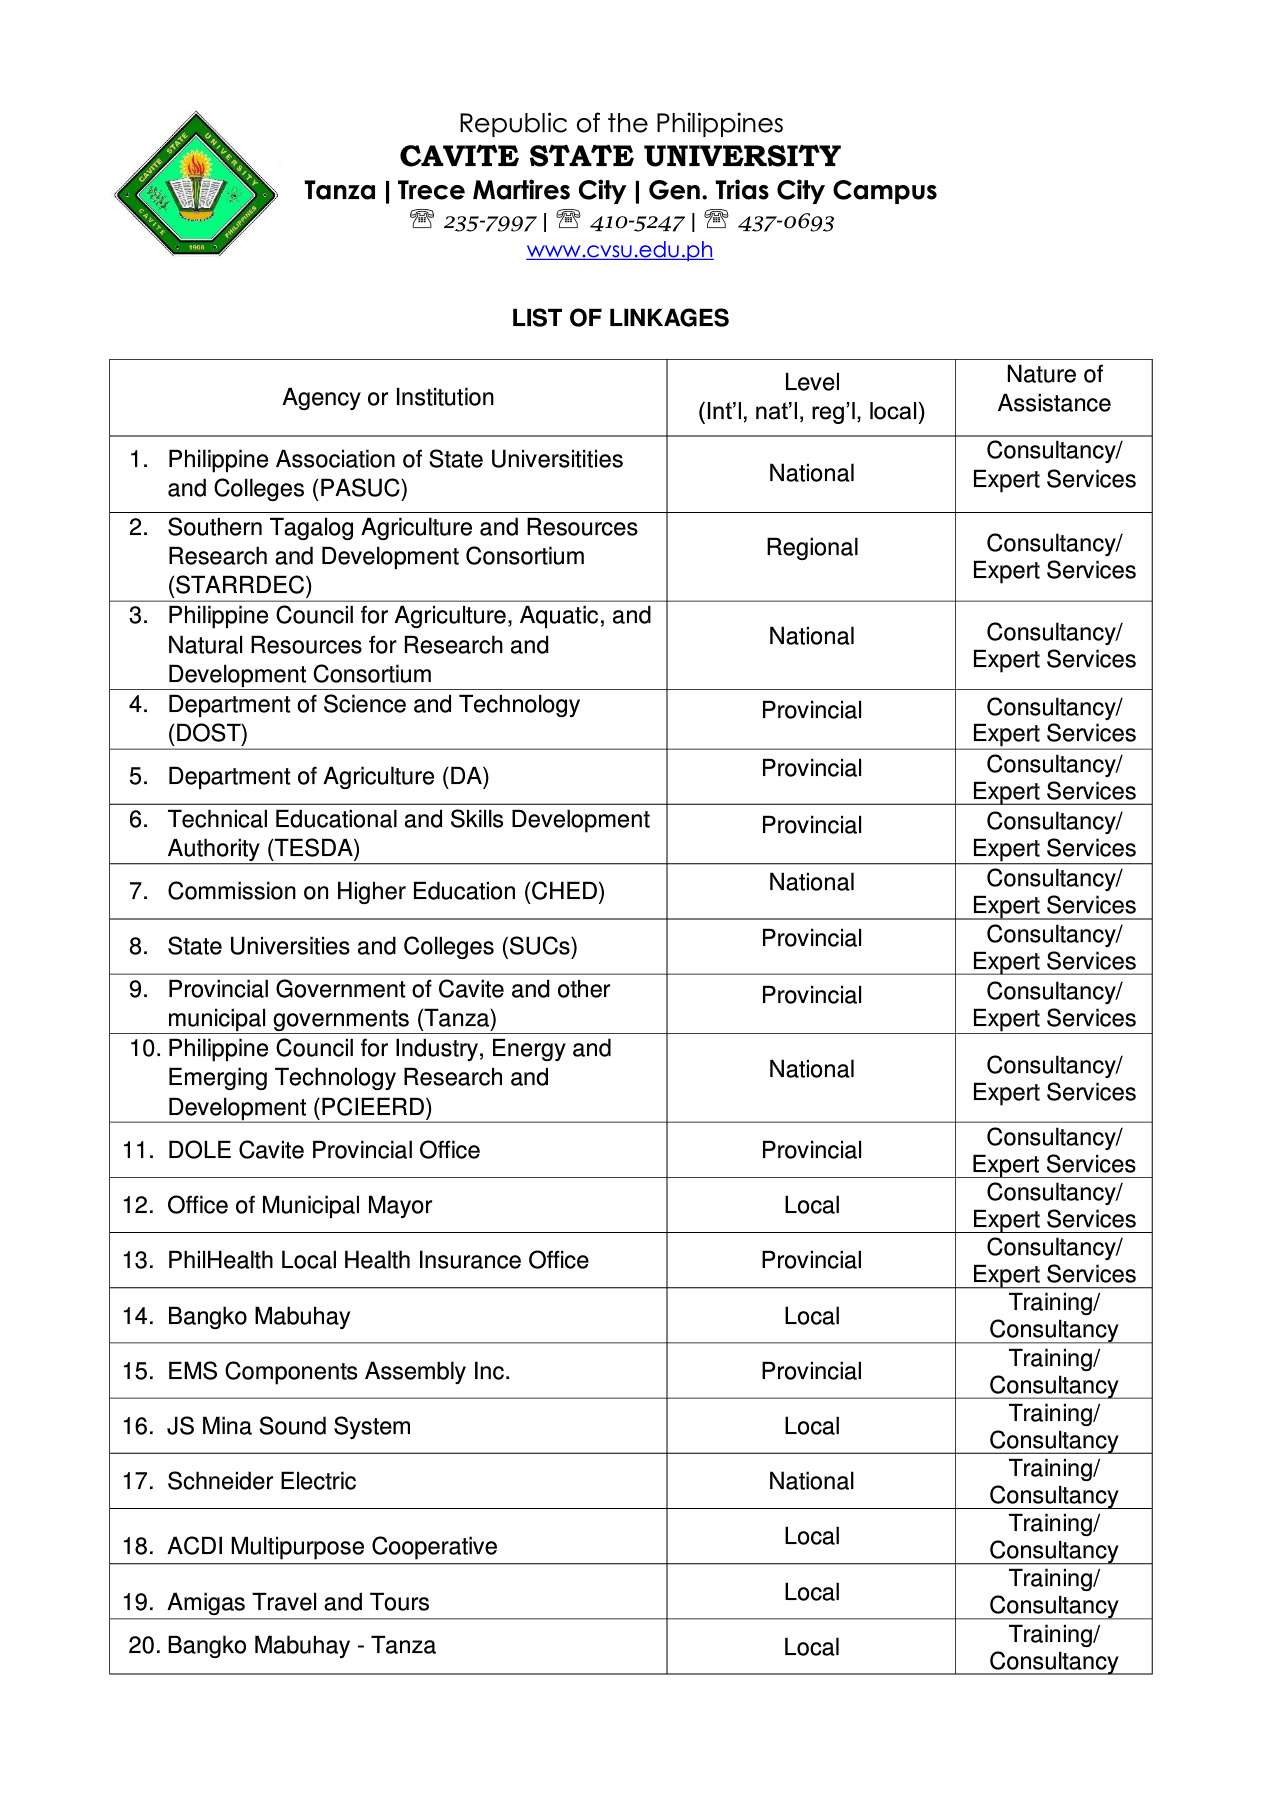 CAVITE STATE UNIVERSITY
CAVITE PHILIPPINES
1906
Republic of the Philippines
CAVITE STATE UNIVERSITY
Tanza | Trece Martires City | Gen. Trias City Campus
☏ 235-7997 | ☏ 410-5247 | ☏ 437-0693
www.cvsu.edu.ph
LIST OF LINKAGES
Agency or Institution
Level
(Int’l, nat’l, reg’l, local)
Nature of
Assistance
1. Philippine Association of State Universitities
and Colleges (PASUC)
National
Consultancy/
Expert Services
2. Southern Tagalog Agriculture and Resources
Research and Development Consortium
(STARRDEC)
Regional
Consultancy/
Expert Services
3. Philippine Council for Agriculture, Aquatic, and
Natural Resources for Research and
Development Consortium
National
Consultancy/
Expert Services
4. Department of Science and Technology
(DOST)
Provincial
Consultancy/
Expert Services
5. Department of Agriculture (DA)
Provincial
Consultancy/
Expert Services
6. Technical Educational and Skills Development
Authority (TESDA)
Provincial
Consultancy/
Expert Services
7. Commission on Higher Education (CHED)
National
Consultancy/
Expert Services
8. State Universities and Colleges (SUCs)
Provincial
Consultancy/
Expert Services
9. Provincial Government of Cavite and other
municipal governments (Tanza)
Provincial
Consultancy/
Expert Services
10. Philippine Council for Industry, Energy and
Emerging Technology Research and
Development (PCIEERD)
National
Consultancy/
Expert Services
11. DOLE Cavite Provincial Office
Provincial
Consultancy/
Expert Services
12. Office of Municipal Mayor
Local
Consultancy/
Expert Services
13. PhilHealth Local Health Insurance Office
Provincial
Consultancy/
Expert Services
14. Bangko Mabuhay
Local
Training/
Consultancy
15. EMS Components Assembly Inc.
Provincial
Training/
Consultancy
16. JS Mina Sound System
Local
Training/
Consultancy
17. Schneider Electric
National
Training/
Consultancy
18. ACDI Multipurpose Cooperative
Local
Training/
Consultancy
19. Amigas Travel and Tours
Local
Training/
Consultancy
20. Bangko Mabuhay - Tanza
Local
Training/
Consultancy